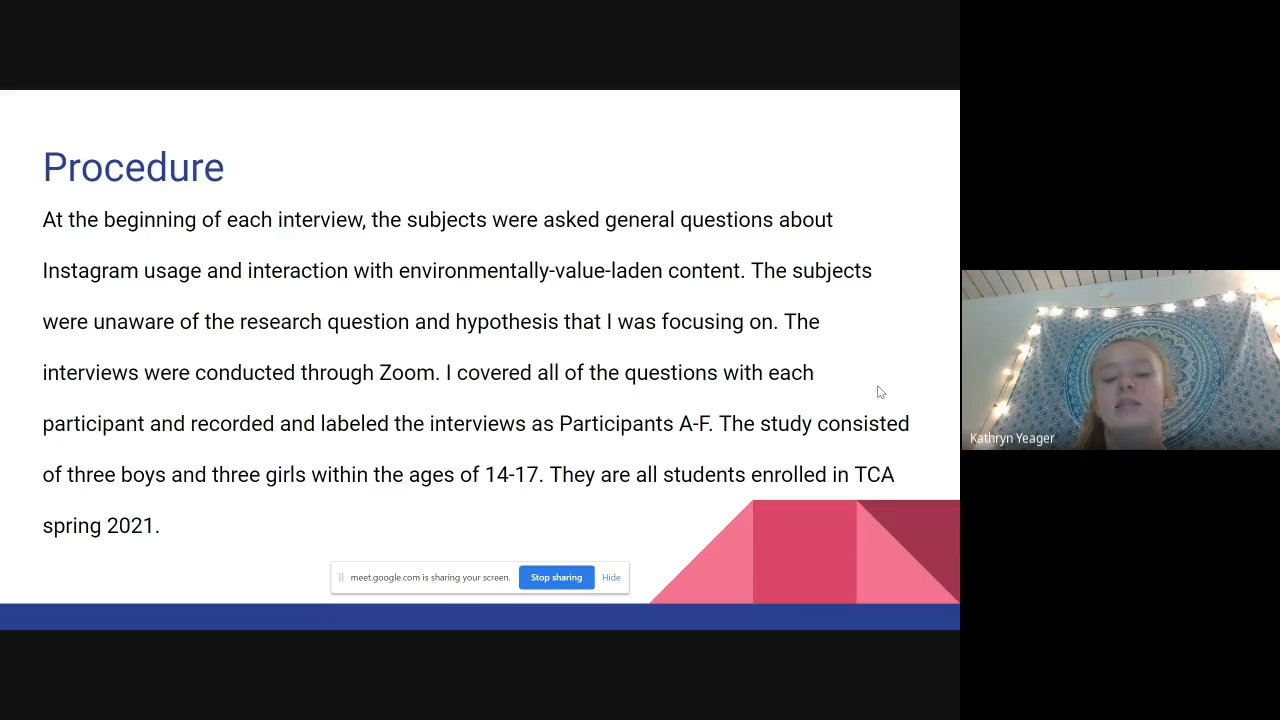 Procedure
At the beginning of each interview, the subjects were asked general questions about
Instagram usage and interaction with environmentally-value-laden content. The subjects
were unaware of the research question and hypothesis that I was focusing on. The
interviews were conducted through Zoom. I covered all of the questions with each
participant and recorded and labeled the interviews as Participants A-F. The study consisted
of three boys and three girls within the ages of 14-17. They are all students enrolled in TCA
spring 2021.
meet.google.com is sharing your screen. Stop sharing Hide
Kathryn Yeager